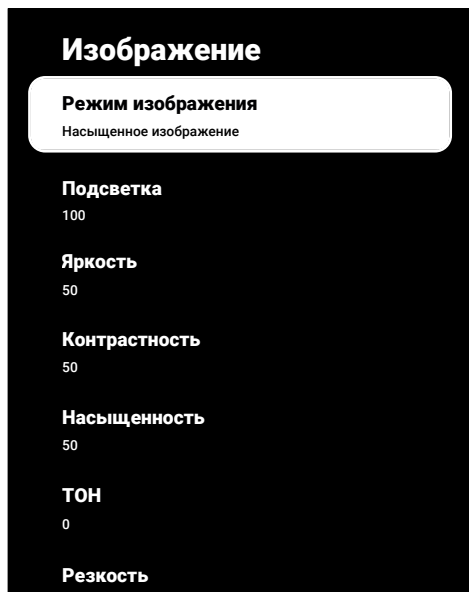 Изображение
Режим изображения
Насыщенное изображение
Подсветка
100
Яркость
50
Контрастность
50
Насыщенность
50
ТОН
0
Резкость